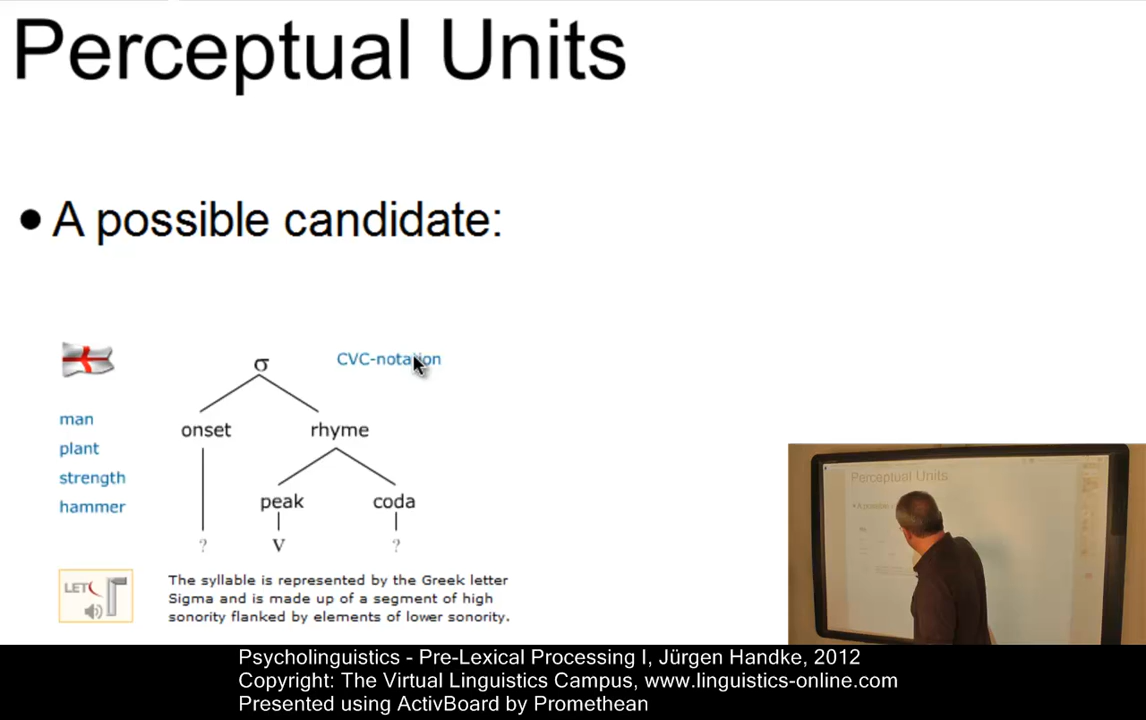 Perceptual Units
• A possible candidate:
σ
CVC-notation
man
onset
rhyme
plant
strength
peak
coda
hammer
?
V
?
LET
The syllable is represented by the Greek letter
Sigma and is made up of a segment of high
sonority flanked by elements of lower sonority.
Perceptual Units
Psycholinguistics - Pre-Lexical Processing I, Jürgen Handke, 2012
Copyright: The Virtual Linguistics Campus, www.linguistics-online.com
Presented using ActivBoard by Promethean